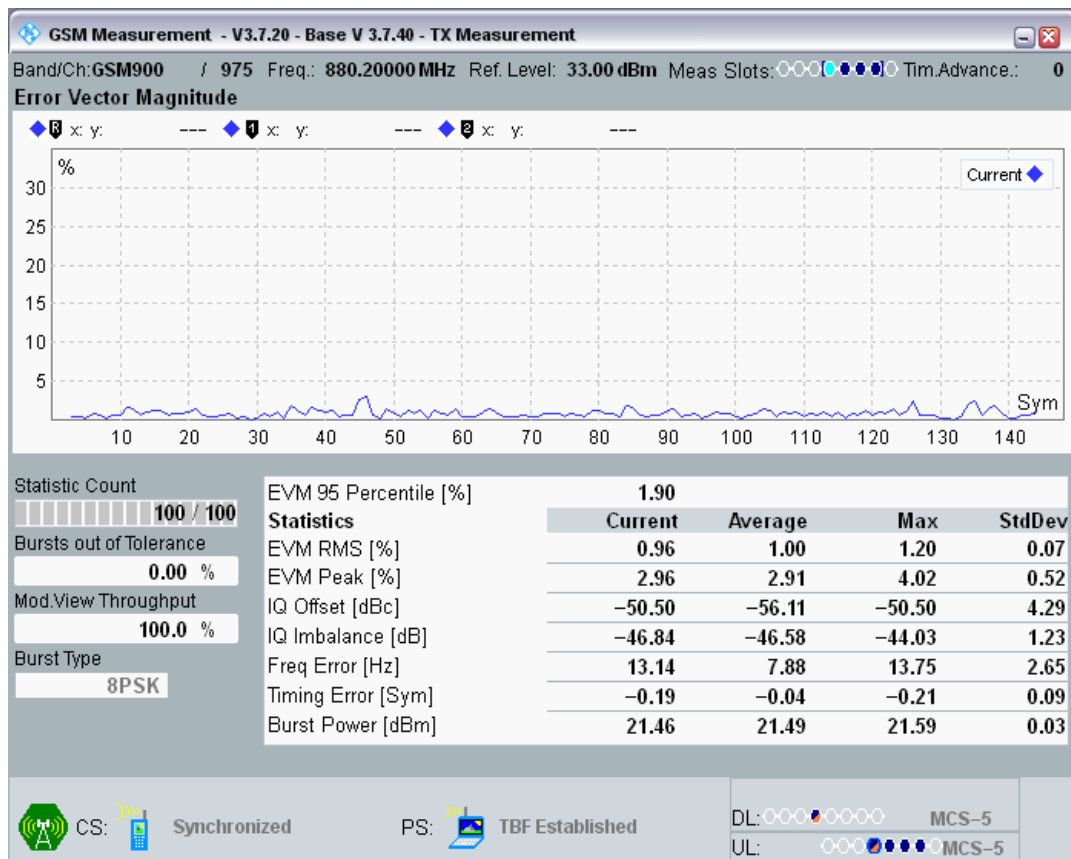 GSM Measurement - V3.7.20 - Base V 3.7.40 - TX Measurement
Band/Ch:GSM900 / 975 Freq.: 880.20000 MHz Ref. Level: 33.00 dBm Meas Slots: Tim.Advance.: 0
Error Vector Magnitude
R x: y: --- 1 x: y: --- 2 x: y: ---
%
Current
30
25
20
15
10
5
Sym
10 20 30 40 50 60 70 80 90 100 110 120 130 140
Statistic Count
100 / 100
Bursts out of Tolerance
0.00 %
Mod.View Throughput
100.0 %
Burst Type
8PSK
EVM 95 Percentile [%] 1.90
Statistics Current Average Max StdDev
EVM RMS [%] 0.96 1.00 1.20 0.07
EVM Peak [%] 2.96 2.91 4.02 0.52
IQ Offset [dBc] −50.50 −56.11 −50.50 4.29
IQ Imbalance [dB] −46.84 −46.58 −44.03 1.23
Freq Error [Hz] 13.14 7.88 13.75 2.65
Timing Error [Sym] −0.19 −0.04 −0.21 0.09
Burst Power [dBm] 21.46 21.49 21.59 0.03
CS: Synchronized PS: TBF Established
DL: MCS−5
UL: MCS−5